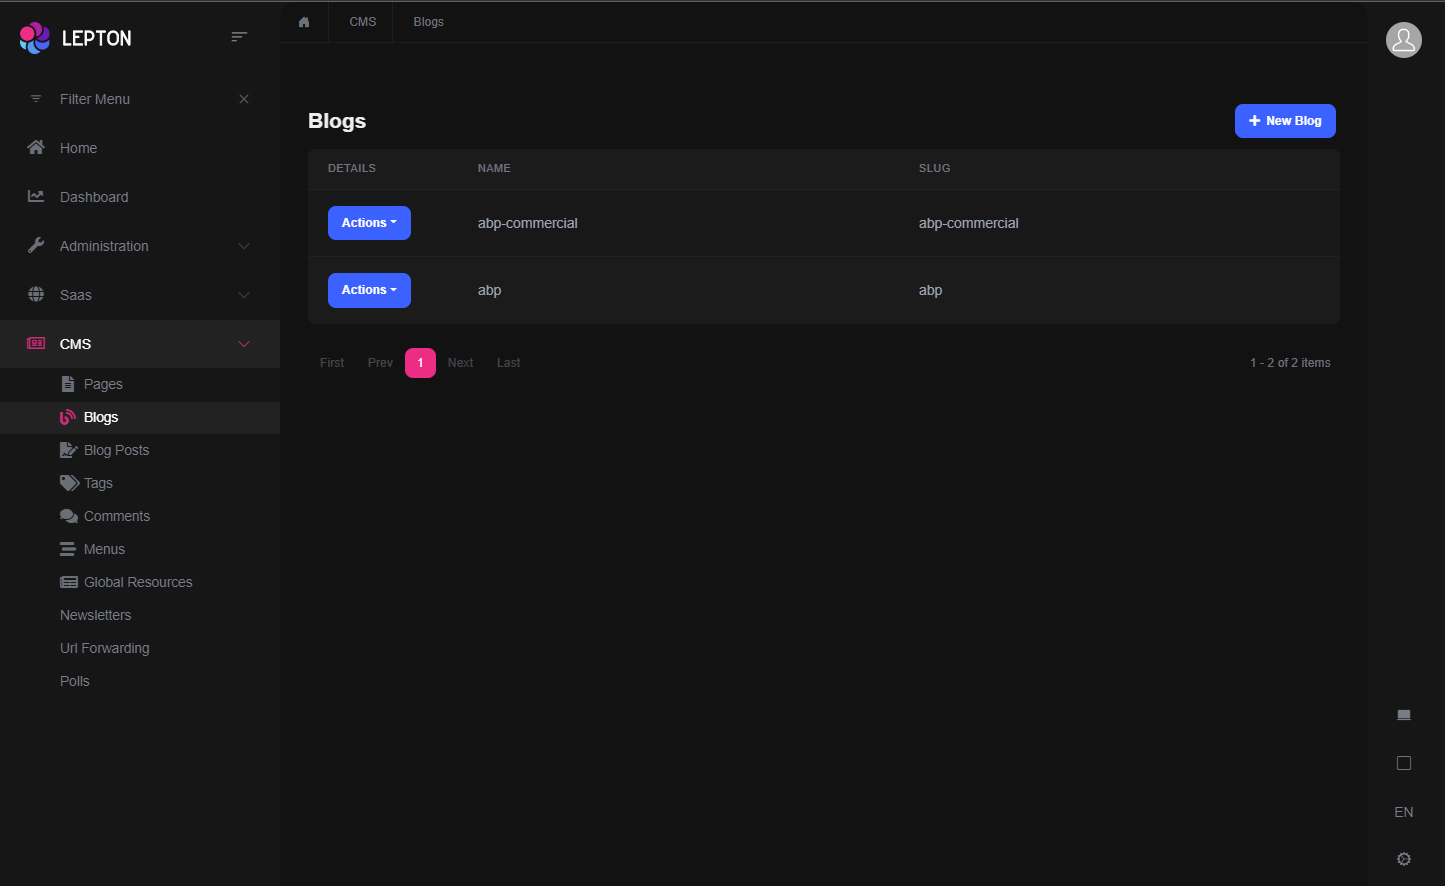 LEPTON
Filter Menu
Home
Dashboard
Administration
Saas
CMS
Pages
Blogs
Blog Posts
Tags
Comments
Menus
Global Resources
Newsletters
Url Forwarding
Polls
CMS Blogs
Blogs
New Blog
DETAILS NAME SLUG
Actions abp-commercial abp-commercial
Actions abp abp
First Prev 1 Next Last 1 - 2 of 2 items
EN